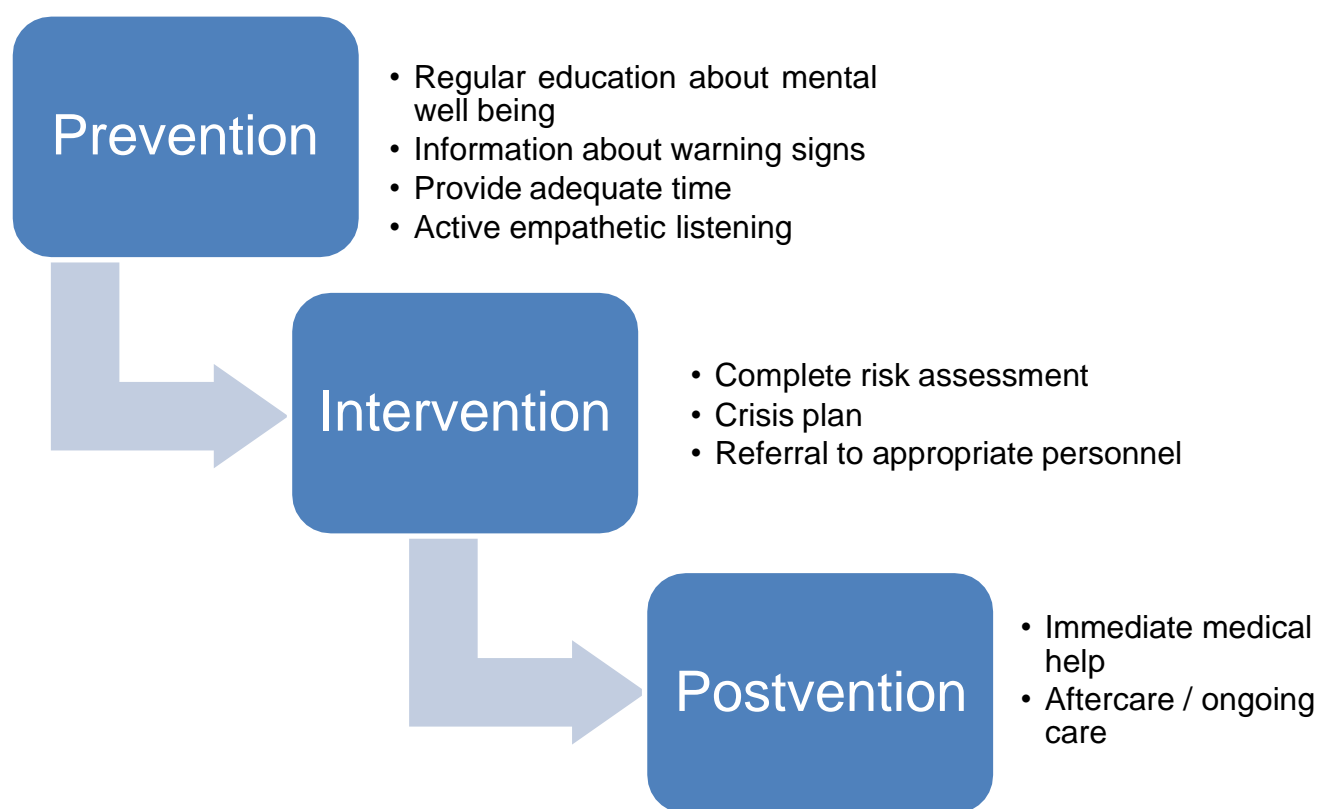 Prevention
• Regular education about mental
well being
• Information about warning signs
• Provide adequate time
• Active empathetic listening
Intervention
• Complete risk assessment
• Crisis plan
• Referral to appropriate personnel
Postvention
• Immediate medical
help
• Aftercare / ongoing
care